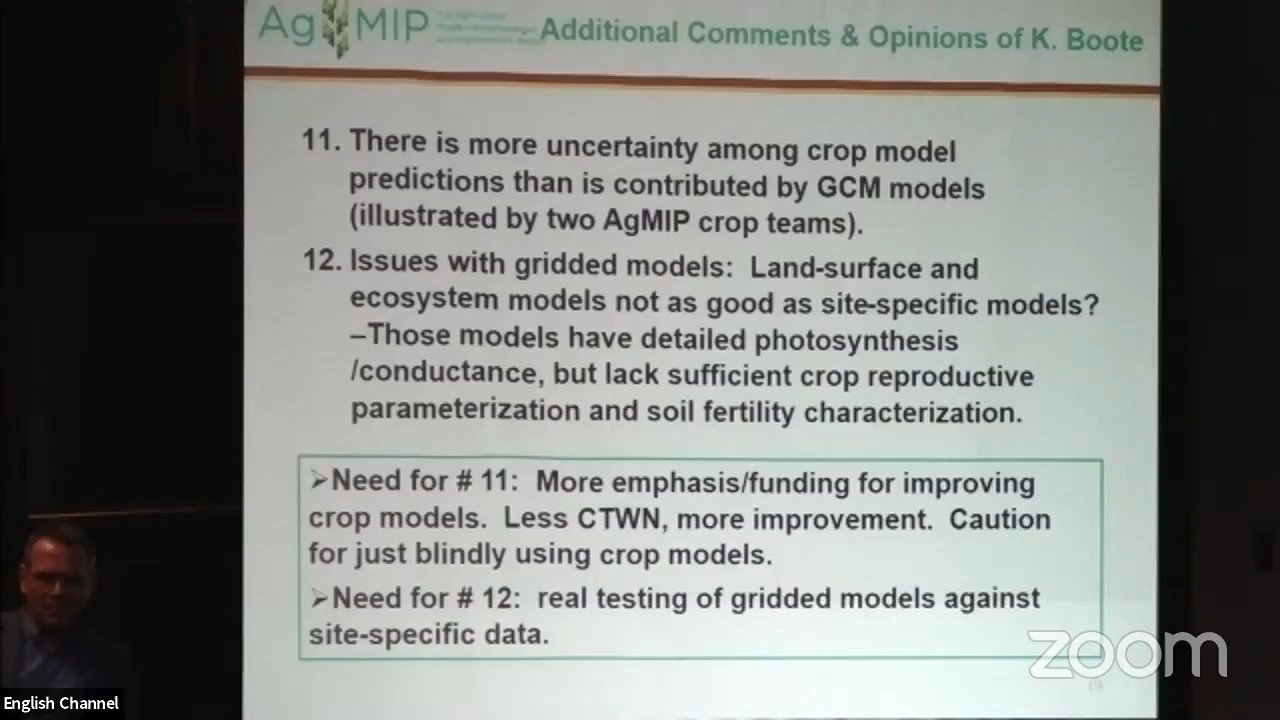 AgMIP
Additional Comments & Opinions of K. Boote
11. There is more uncertainty among crop model
predictions than is contributed by GCM models
(illustrated by two AgMIP crop teams).
12. Issues with gridded models: Land-surface and
ecosystem models not as good as site-specific models?
–Those models have detailed photosynthesis
/conductance, but lack sufficient crop reproductive
parameterization and soil fertility characterization.
➢Need for # 11: More emphasis/funding for improving
crop models. Less CTWN, more improvement. Caution
for just blindly using crop models.
➢Need for # 12: real testing of gridded models against
site-specific data.
zoom
19
English Channel